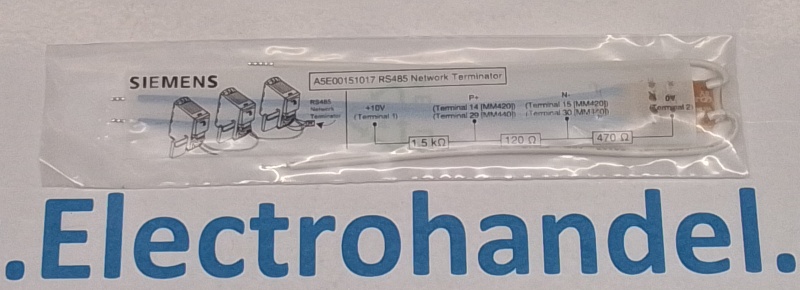 SIEMENS
A5E00151017 RS485 Network Terminator
RS485
Network
Terminator
+10V
(Terminal 1)
P+
(Terminal 14 [MM420])
(Terminal 29 [MM440])
N-
(Terminal 15 [MM420])
(Terminal 30 [MM440])
0V
(Terminal 2)
1.5 kΩ
120 Ω
470 Ω
.Electrohandel.